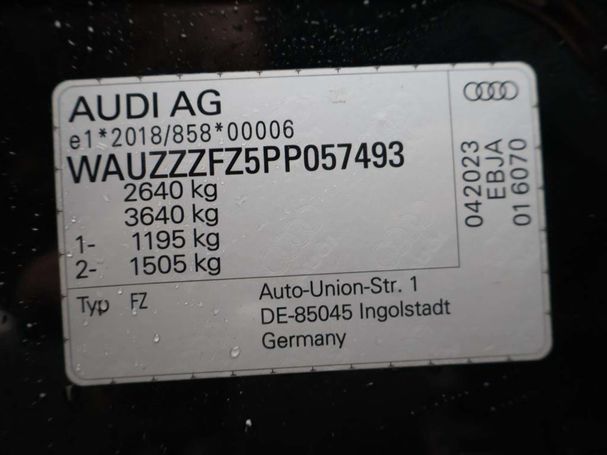 AUDI AG
e1*2018/858*00006
WAUZZZFZ5PP057493
2640 kg
3640 kg
1- 1195 kg
2- 1505 kg
Typ FZ
Auto-Union-Str. 1
DE-85045 Ingolstadt
Germany
042023
EBJA
016070